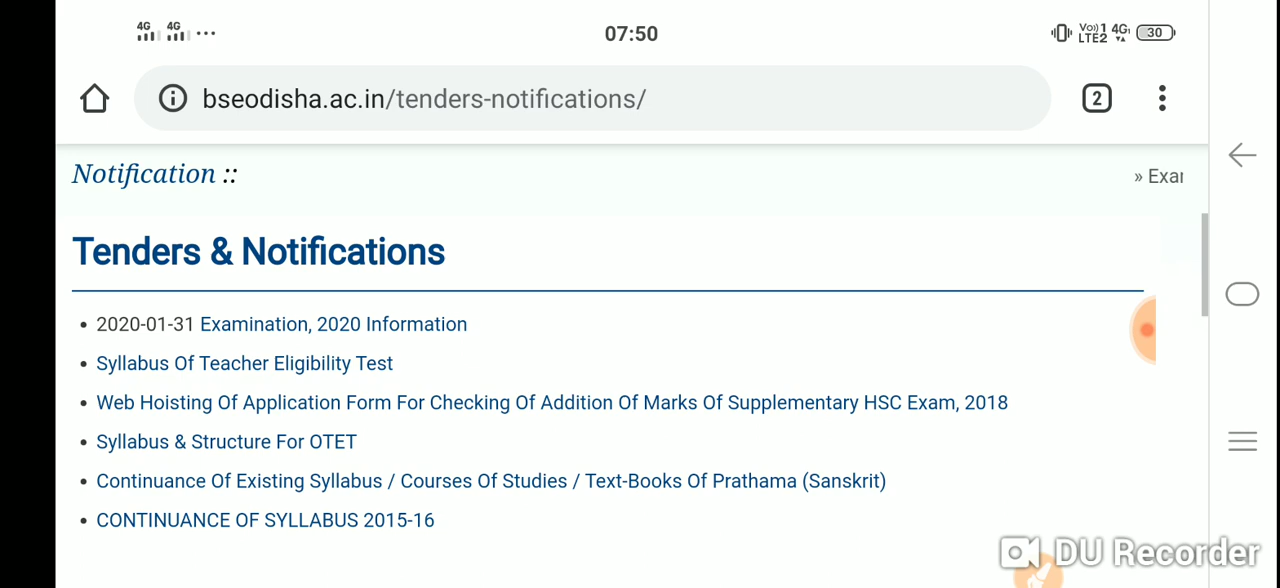 4G 4G ... 07:50 Vo)) 1 4G LTE2 30
bseodisha.ac.in/tenders-notifications/ 2
Notification :: » Exar
Tenders & Notifications
• 2020-01-31 Examination, 2020 Information
• Syllabus Of Teacher Eligibility Test
• Web Hoisting Of Application Form For Checking Of Addition Of Marks Of Supplementary HSC Exam, 2018
• Syllabus & Structure For OTET
• Continuance Of Existing Syllabus / Courses Of Studies / Text-Books Of Prathama (Sanskrit)
• CONTINUANCE OF SYLLABUS 2015-16
DU Recorder